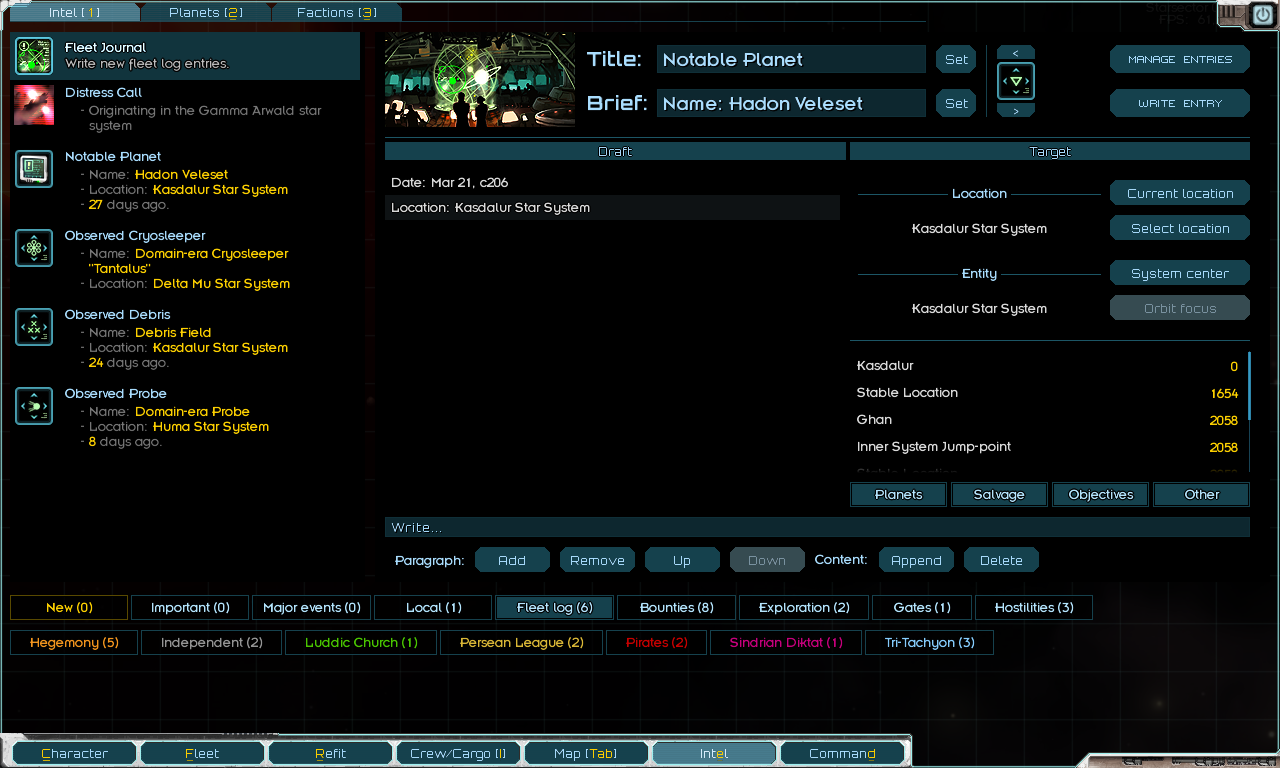 Intel [1]
Planets [2]
Factions [3]
Fleet Journal
Write new fleet log entries.
Distress Call
- Originating in the Gamma Arwald star
system
Notable Planet
- Name: Hadon Veleset
- Location: Kasdalur Star System
- 27 days ago.
Observed Cryosleeper
- Name: Domain-era Cryosleeper
"Tantalus"
- Location: Delta Mu Star System
Observed Debris
- Name: Debris Field
- Location: Kasdalur Star System
- 24 days ago.
Observed Probe
- Name: Domain-era Probe
- Location: Huma Star System
- 8 days ago.
Title: Notable Planet Set
Brief: Name: Hadon Veleset Set
<
>
MANAGE ENTRIES
WRITE ENTRY
Draft
Date: Mar 21, c206
Location: Kasdalur Star System
Target
Location Current location
Kasdalur Star System Select location
Entity System center
Kasdalur Star System Orbit focus
Kasdalur 0
Stable Location 1654
Ghan 2058
Inner System Jump-point 2058
Stable Location
Planets Salvage Objectives Other
Write...
Paragraph: Add Remove Up Down Content: Append Delete
New (0) Important (0) Major events (0) Local (1) Fleet log (6) Bounties (8) Exploration (2) Gates (1) Hostilities (3)
Hegemony (5) Independent (2) Luddic Church (1) Persean League (2) Pirates (2) Sindrian Diktat (1) Tri-Tachyon (3)
Character Fleet Refit Crew/Cargo [I] Map [Tab] Intel Command